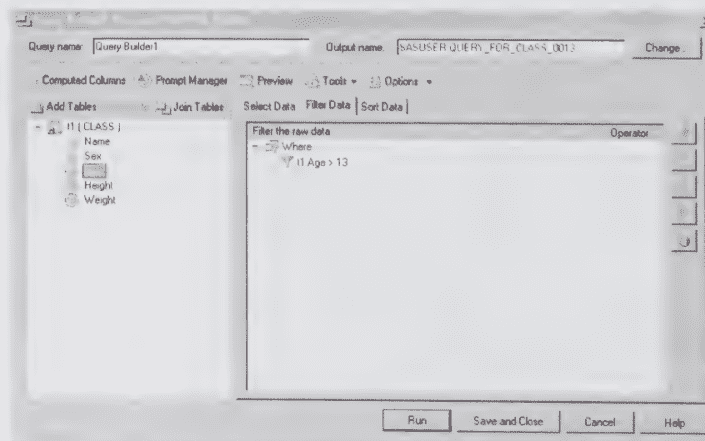 Query name: Query Builder1 Output name: SASUSER.QUERY_FOR_CLASS_0013 Change...
Computed Columns Prompt Manager Preview Tools Options
Add Tables Join Tables Select Data Filter Data Sort Data
t1 (CLASS)
Name
Sex
Height
Weight
Filter the raw data Operator
Where
t1.Age > 13
Run Save and Close Cancel Help